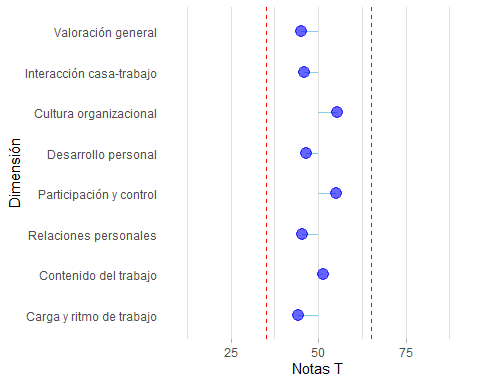 Valoración general
Interacción casa-trabajo
Cultura organizacional
Desarrollo personal
Participación y control
Relaciones personales
Contenido del trabajo
Carga y ritmo de trabajo
Dimensión
25 50 75
Notas T